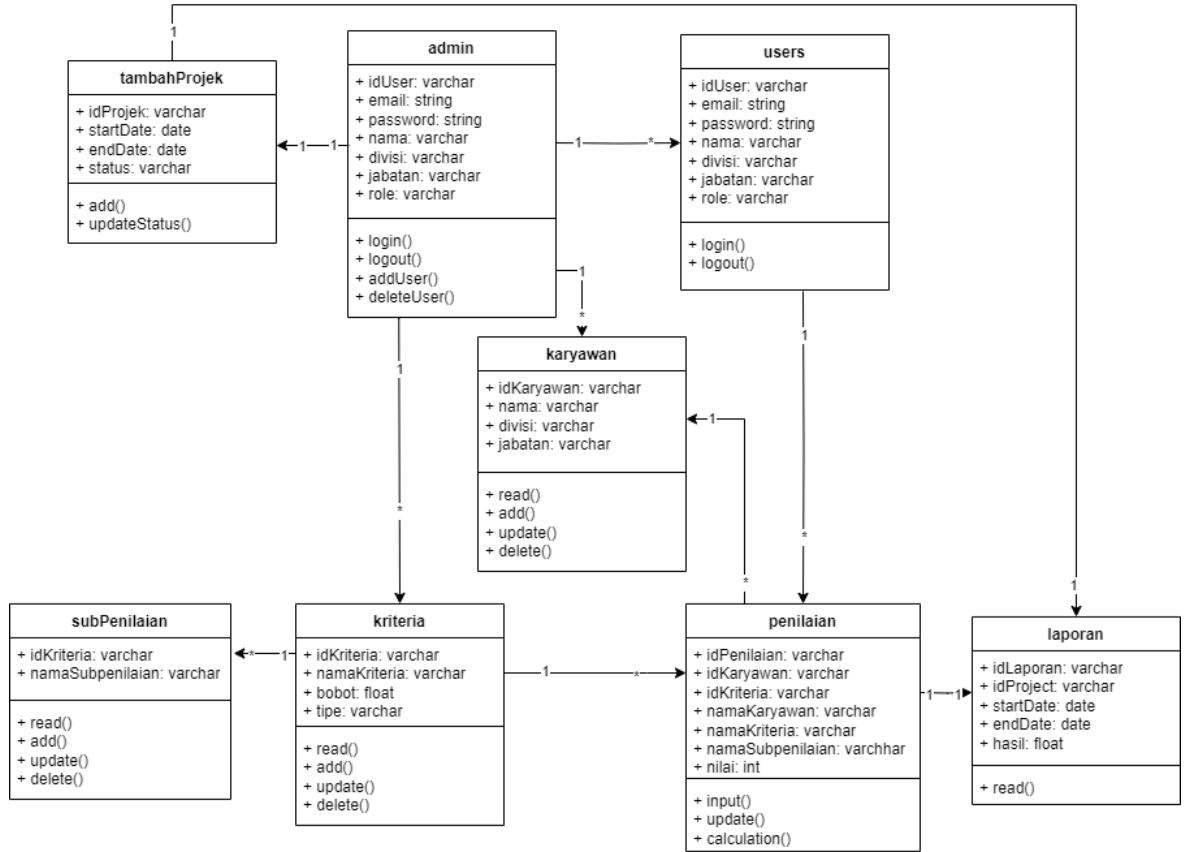 1
1
tambahProjek
+ idProjek: varchar
+ startDate: date
+ endDate: date
+ status: varchar
+ add()
+ updateStatus()
1
1
admin
+ idUser: varchar
+ email: string
+ password: string
+ nama: varchar
+ divisi: varchar
+ jabatan: varchar
+ role: varchar
+ login()
+ logout()
+ addUser()
+ deleteUser()
1
*
users
+ idUser: varchar
+ email: string
+ password: string
+ nama: varchar
+ divisi: varchar
+ jabatan: varchar
+ role: varchar
+ login()
+ logout()
1
*
1
*
1
*
karyawan
+ idKaryawan: varchar
+ nama: varchar
+ divisi: varchar
+ jabatan: varchar
+ read()
+ add()
+ update()
+ delete()
1
*
subPenilaian
+ idKriteria: varchar
+ namaSubpenilaian: varchar
+ read()
+ add()
+ update()
+ delete()
*
1
kriteria
+ idKriteria: varchar
+ namaKriteria: varchar
+ bobot: float
+ tipe: varchar
+ read()
+ add()
+ update()
+ delete()
1
*
penilaian
+ idPenilaian: varchar
+ idKaryawan: varchar
+ idKriteria: varchar
+ namaKaryawan: varchar
+ namaKriteria: varchar
+ namaSubpenilaian: varchhar
+ nilai: int
+ input()
+ update()
+ calculation()
1
1
1
laporan
+ idLaporan: varchar
+ idProject: varchar
+ startDate: date
+ endDate: date
+ hasil: float
+ read()